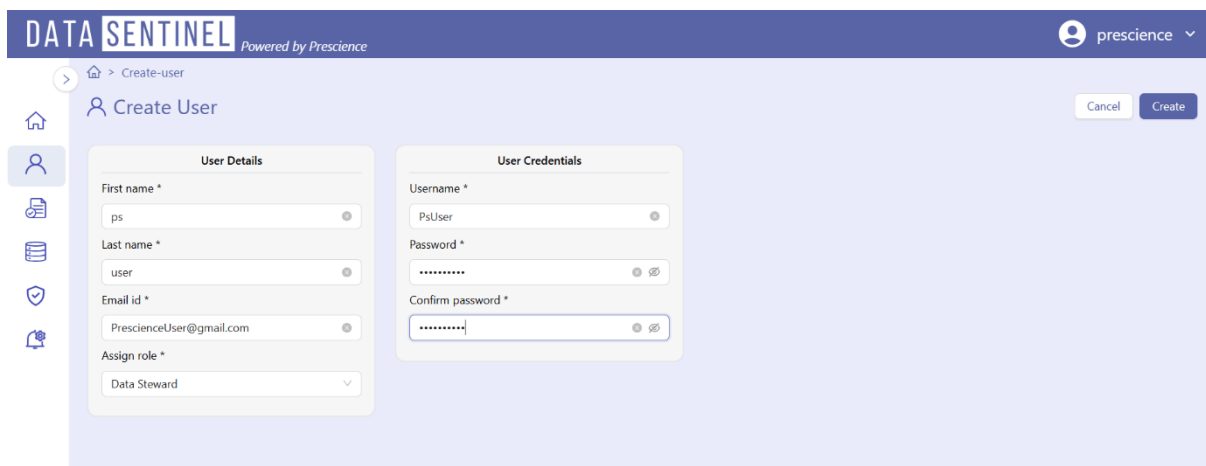 DATA SENTINEL Powered by Prescience
prescience
> Create-user
Create User
Cancel
Create
User Details
First name *
ps
Last name *
user
Email id *
PrescienceUser@gmail.com
Assign role *
Data Steward
User Credentials
Username *
PsUser
Password *
••••••••••
Confirm password *
••••••••••